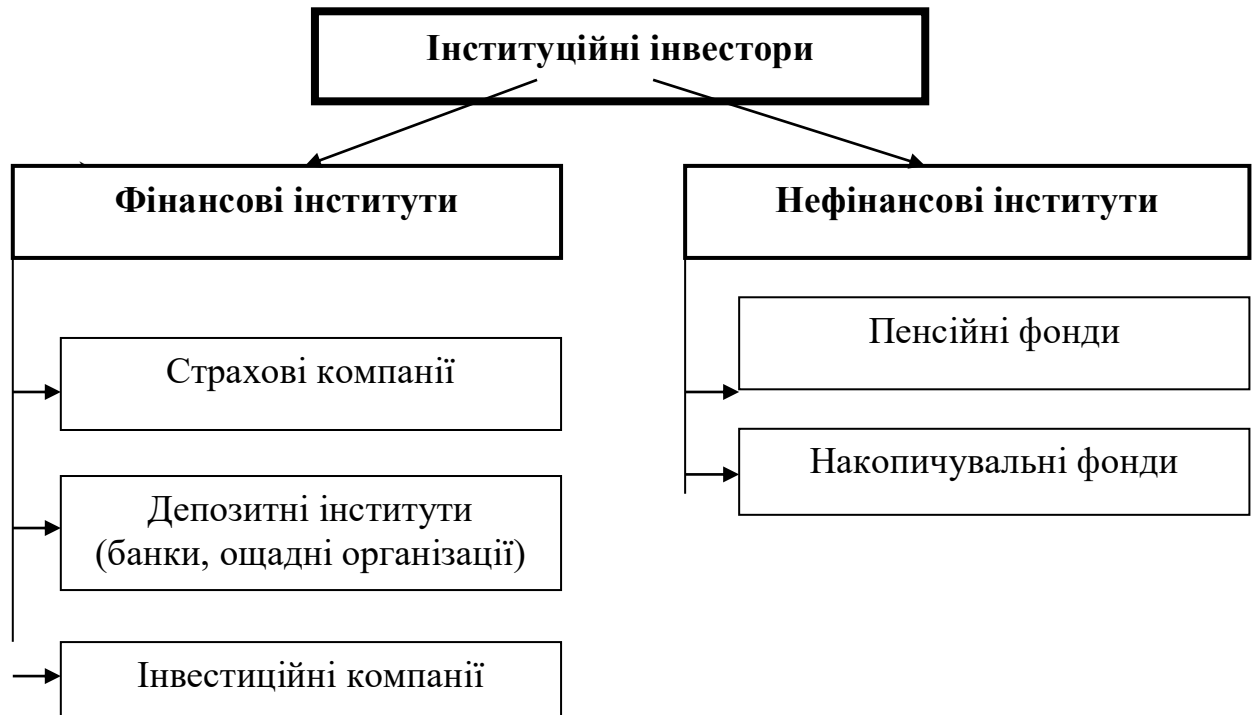 Інституційні інвестори
Фінансові інститути
Нефінансові інститути
Страхові компанії
Депозитні інститути
(банки, ощадні організації)
Інвестиційні компанії
Пенсійні фонди
Накопичувальні фонди